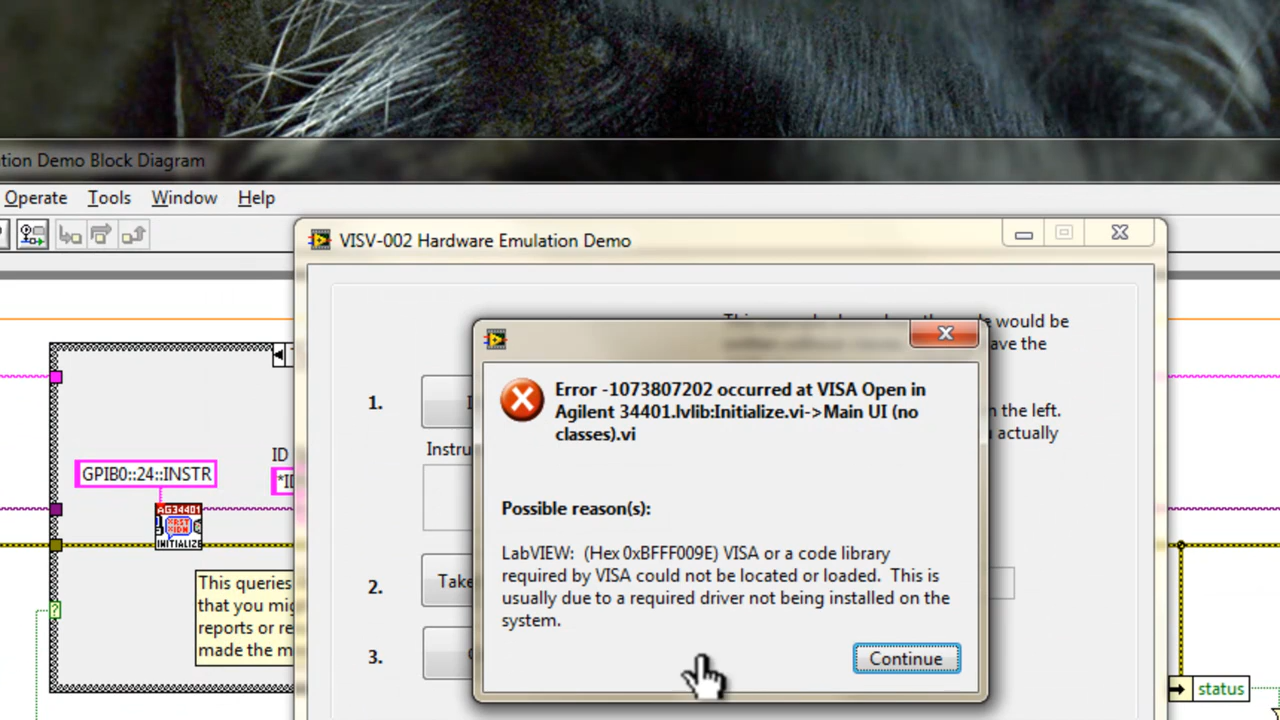 tion Demo Block Diagram
Operate Tools Window Help
VISV-002 Hardware Emulation Demo
would be
ave the
n the left.
actually
1.
Instru
2.
Take
3.
Error -1073807202 occurred at VISA Open in
Agilent 34401.lvlib:Initialize.vi->Main UI (no
classes).vi
Possible reason(s):
LabVIEW: (Hex 0xBFFF009E) VISA or a code library
required by VISA could not be located or loaded. This is
usually due to a required driver not being installed on the
system.
Continue
GPIB0::24::INSTR
ID
*I
AG34401
INITIALIZE
This queries
that you mi
reports or re
made the m
?
status